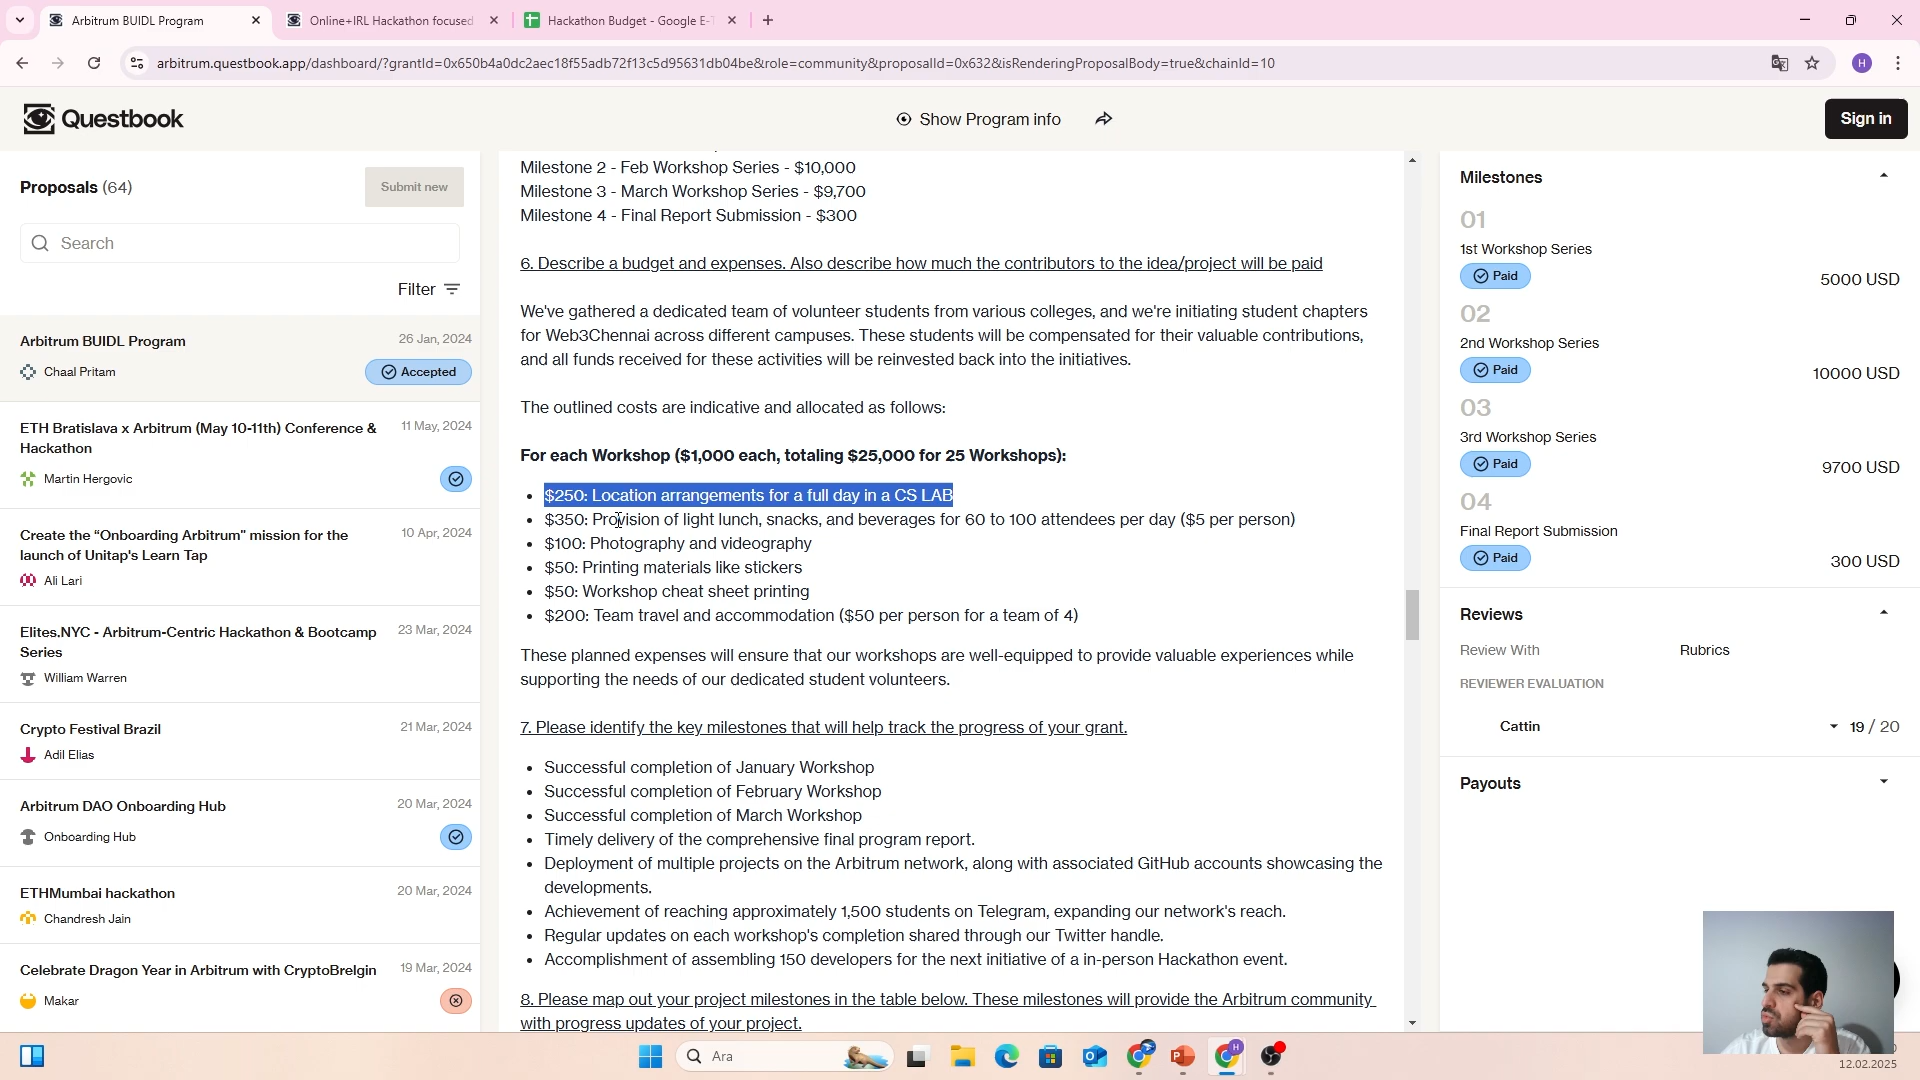 Arbitrum BUIDL Program
Online+IRL Hackathon focused
Hackathon Budget - Google E-T
arbitrum.questbook.app/dashboard/?grantId=0x650b4a0dc2aec18f55adb72f13c5d95631db04be&role=community&proposalId=0x632&isRenderingProposalBody=true&chainId=10
H
Questbook
Show Program info
Sign in
Proposals (64)
Submit new
Search
Filter
Arbitrum BUIDL Program
26 Jan, 2024
Chaal Pritam
Accepted
ETH Bratislava x Arbitrum (May 10-11th) Conference &
Hackathon
11 May, 2024
Martin Hergovic
Create the “Onboarding Arbitrum” mission for the
launch of Unitap's Learn Tap
10 Apr, 2024
Ali Lari
Elites.NYC - Arbitrum-Centric Hackathon & Bootcamp
Series
23 Mar, 2024
William Warren
Crypto Festival Brazil
21 Mar, 2024
Adil Elias
Arbitrum DAO Onboarding Hub
20 Mar, 2024
Onboarding Hub
ETHMumbai hackathon
20 Mar, 2024
Chandresh Jain
Celebrate Dragon Year in Arbitrum with CryptoBrelgin
19 Mar, 2024
Makar
Milestone 2 - Feb Workshop Series - $10,000
Milestone 3 - March Workshop Series - $9,700
Milestone 4 - Final Report Submission - $300
6. Describe a budget and expenses. Also describe how much the contributors to the idea/project will be paid
We've gathered a dedicated team of volunteer students from various colleges, and we're initiating student chapters
for Web3Chennai across different campuses. These students will be compensated for their valuable contributions,
and all funds received for these activities will be reinvested back into the initiatives.
The outlined costs are indicative and allocated as follows:
For each Workshop ($1,000 each, totaling $25,000 for 25 Workshops):
• $250: Location arrangements for a full day in a CS LAB
• $350: Provision of light lunch, snacks, and beverages for 60 to 100 attendees per day ($5 per person)
• $100: Photography and videography
• $50: Printing materials like stickers
• $50: Workshop cheat sheet printing
• $200: Team travel and accommodation ($50 per person for a team of 4)
These planned expenses will ensure that our workshops are well-equipped to provide valuable experiences while
supporting the needs of our dedicated student volunteers.
7. Please identify the key milestones that will help track the progress of your grant.
• Successful completion of January Workshop
• Successful completion of February Workshop
• Successful completion of March Workshop
• Timely delivery of the comprehensive final program report.
• Deployment of multiple projects on the Arbitrum network, along with associated GitHub accounts showcasing the
developments.
• Achievement of reaching approximately 1,500 students on Telegram, expanding our network's reach.
• Regular updates on each workshop's completion shared through our Twitter handle.
• Accomplishment of assembling 150 developers for the next initiative of a in-person Hackathon event.
8. Please map out your project milestones in the table below. These milestones will provide the Arbitrum community
with progress updates of your project.
Milestones
01
1st Workshop Series
Paid
5000 USD
02
2nd Workshop Series
Paid
10000 USD
03
3rd Workshop Series
Paid
9700 USD
04
Final Report Submission
Paid
300 USD
Reviews
Review With
Rubrics
REVIEWER EVALUATION
Cattin
19 / 20
Payouts
Ara
H
12.02.2025